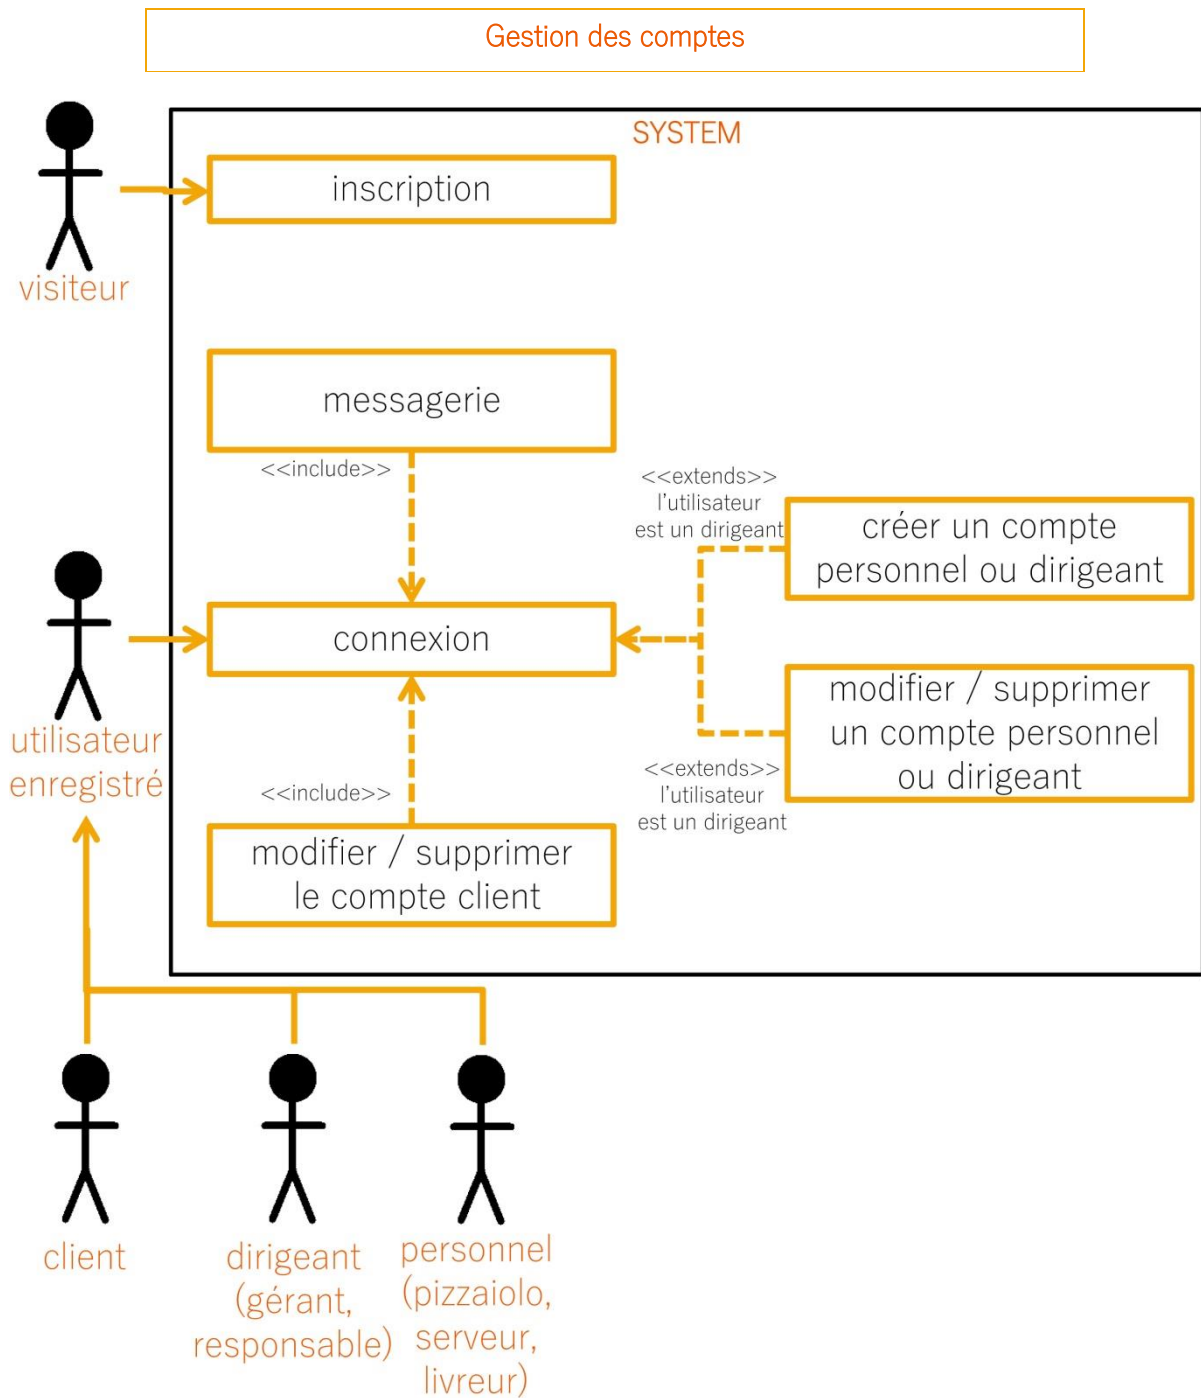 Gestion des comptes
SYSTEM
inscription
visiteur
messagerie
<<include>>
<<extends>>
l'utilisateur
est un dirigeant
créer un compte
personnel ou dirigeant
connexion
utilisateur
enregistré
modifier / supprimer
un compte personnel
ou dirigeant
<<extends>>
l'utilisateur
est un dirigeant
<<include>>
modifier / supprimer
le compte client
client
dirigeant
(gérant,
responsable)
personnel
(pizzaiolo,
serveur,
livreur)